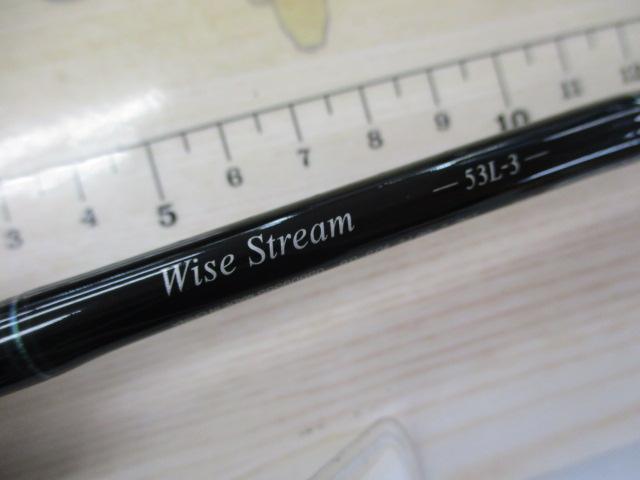 3 4 5 6 7 8 9 10 11 12
Wise Stream — 53L-3 —